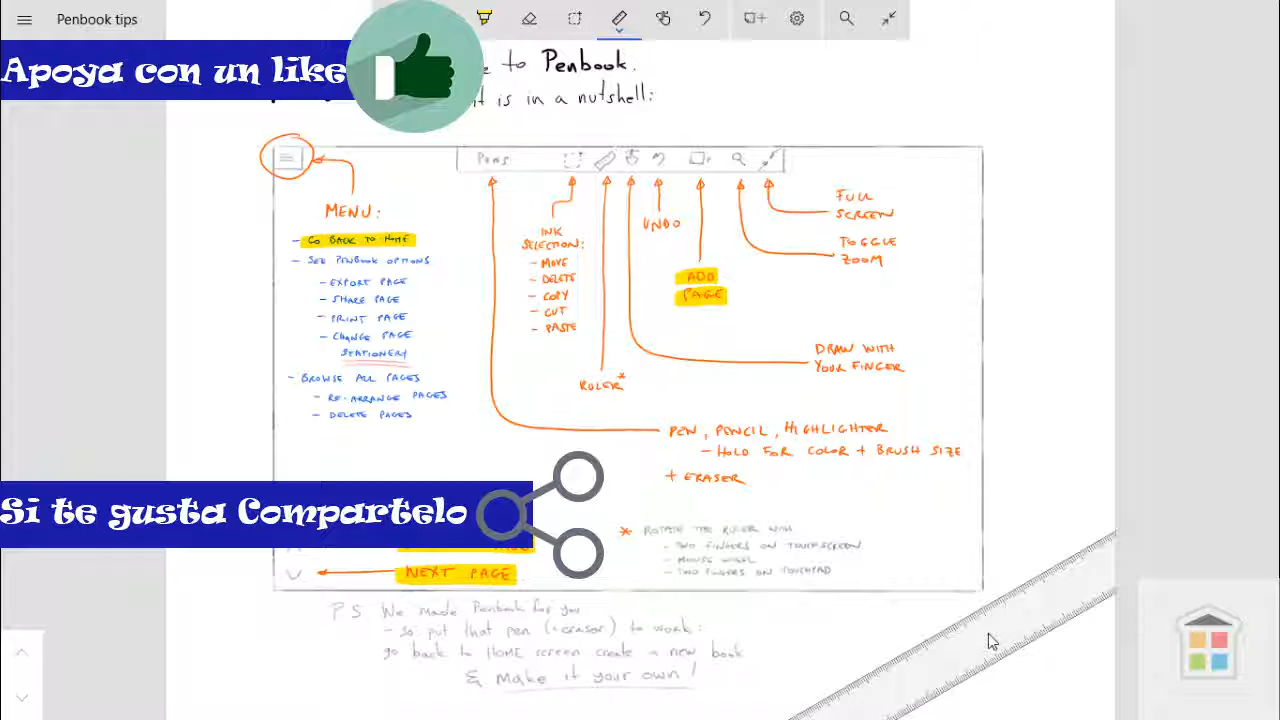 Penbook tips
Apoya con un like
to Penbook.
it is in a nutshell:
PENS
MENU:
- GO BACK TO HOME
- SEE PENBOOK OPTIONS
- EXPORT PAGE
- SHARE PAGE
- PRINT PAGE
- CHANGE PAGE
STATIONERY
- BROWSE ALL PAGES
- RE-ARRANGE PAGES
- DELETE PAGES
INK
SELECTION:
- MOVE
- DELETE
- COPY
- CUT
- PASTE
RULER*
UNDO
ADD
PAGE
FULL
SCREEN
TOGGLE
ZOOM
DRAW WITH
YOUR FINGER
PEN, PENCIL, HIGHLIGHTER
- HOLD FOR COLOR + BRUSH SIZE
+ ERASER
Si te gusta Compartelo
NEXT PAGE
* ROTATE THE RULER WITH
- TWO FINGERS ON TOUCHSCREEN
- MOUSE WHEEL
- TWO FINGERS ON TOUCHPAD
PS We made Penbook for you
- so put that pen (+eraser) to work:
go back to HOME screen create a new book
& make it your own!